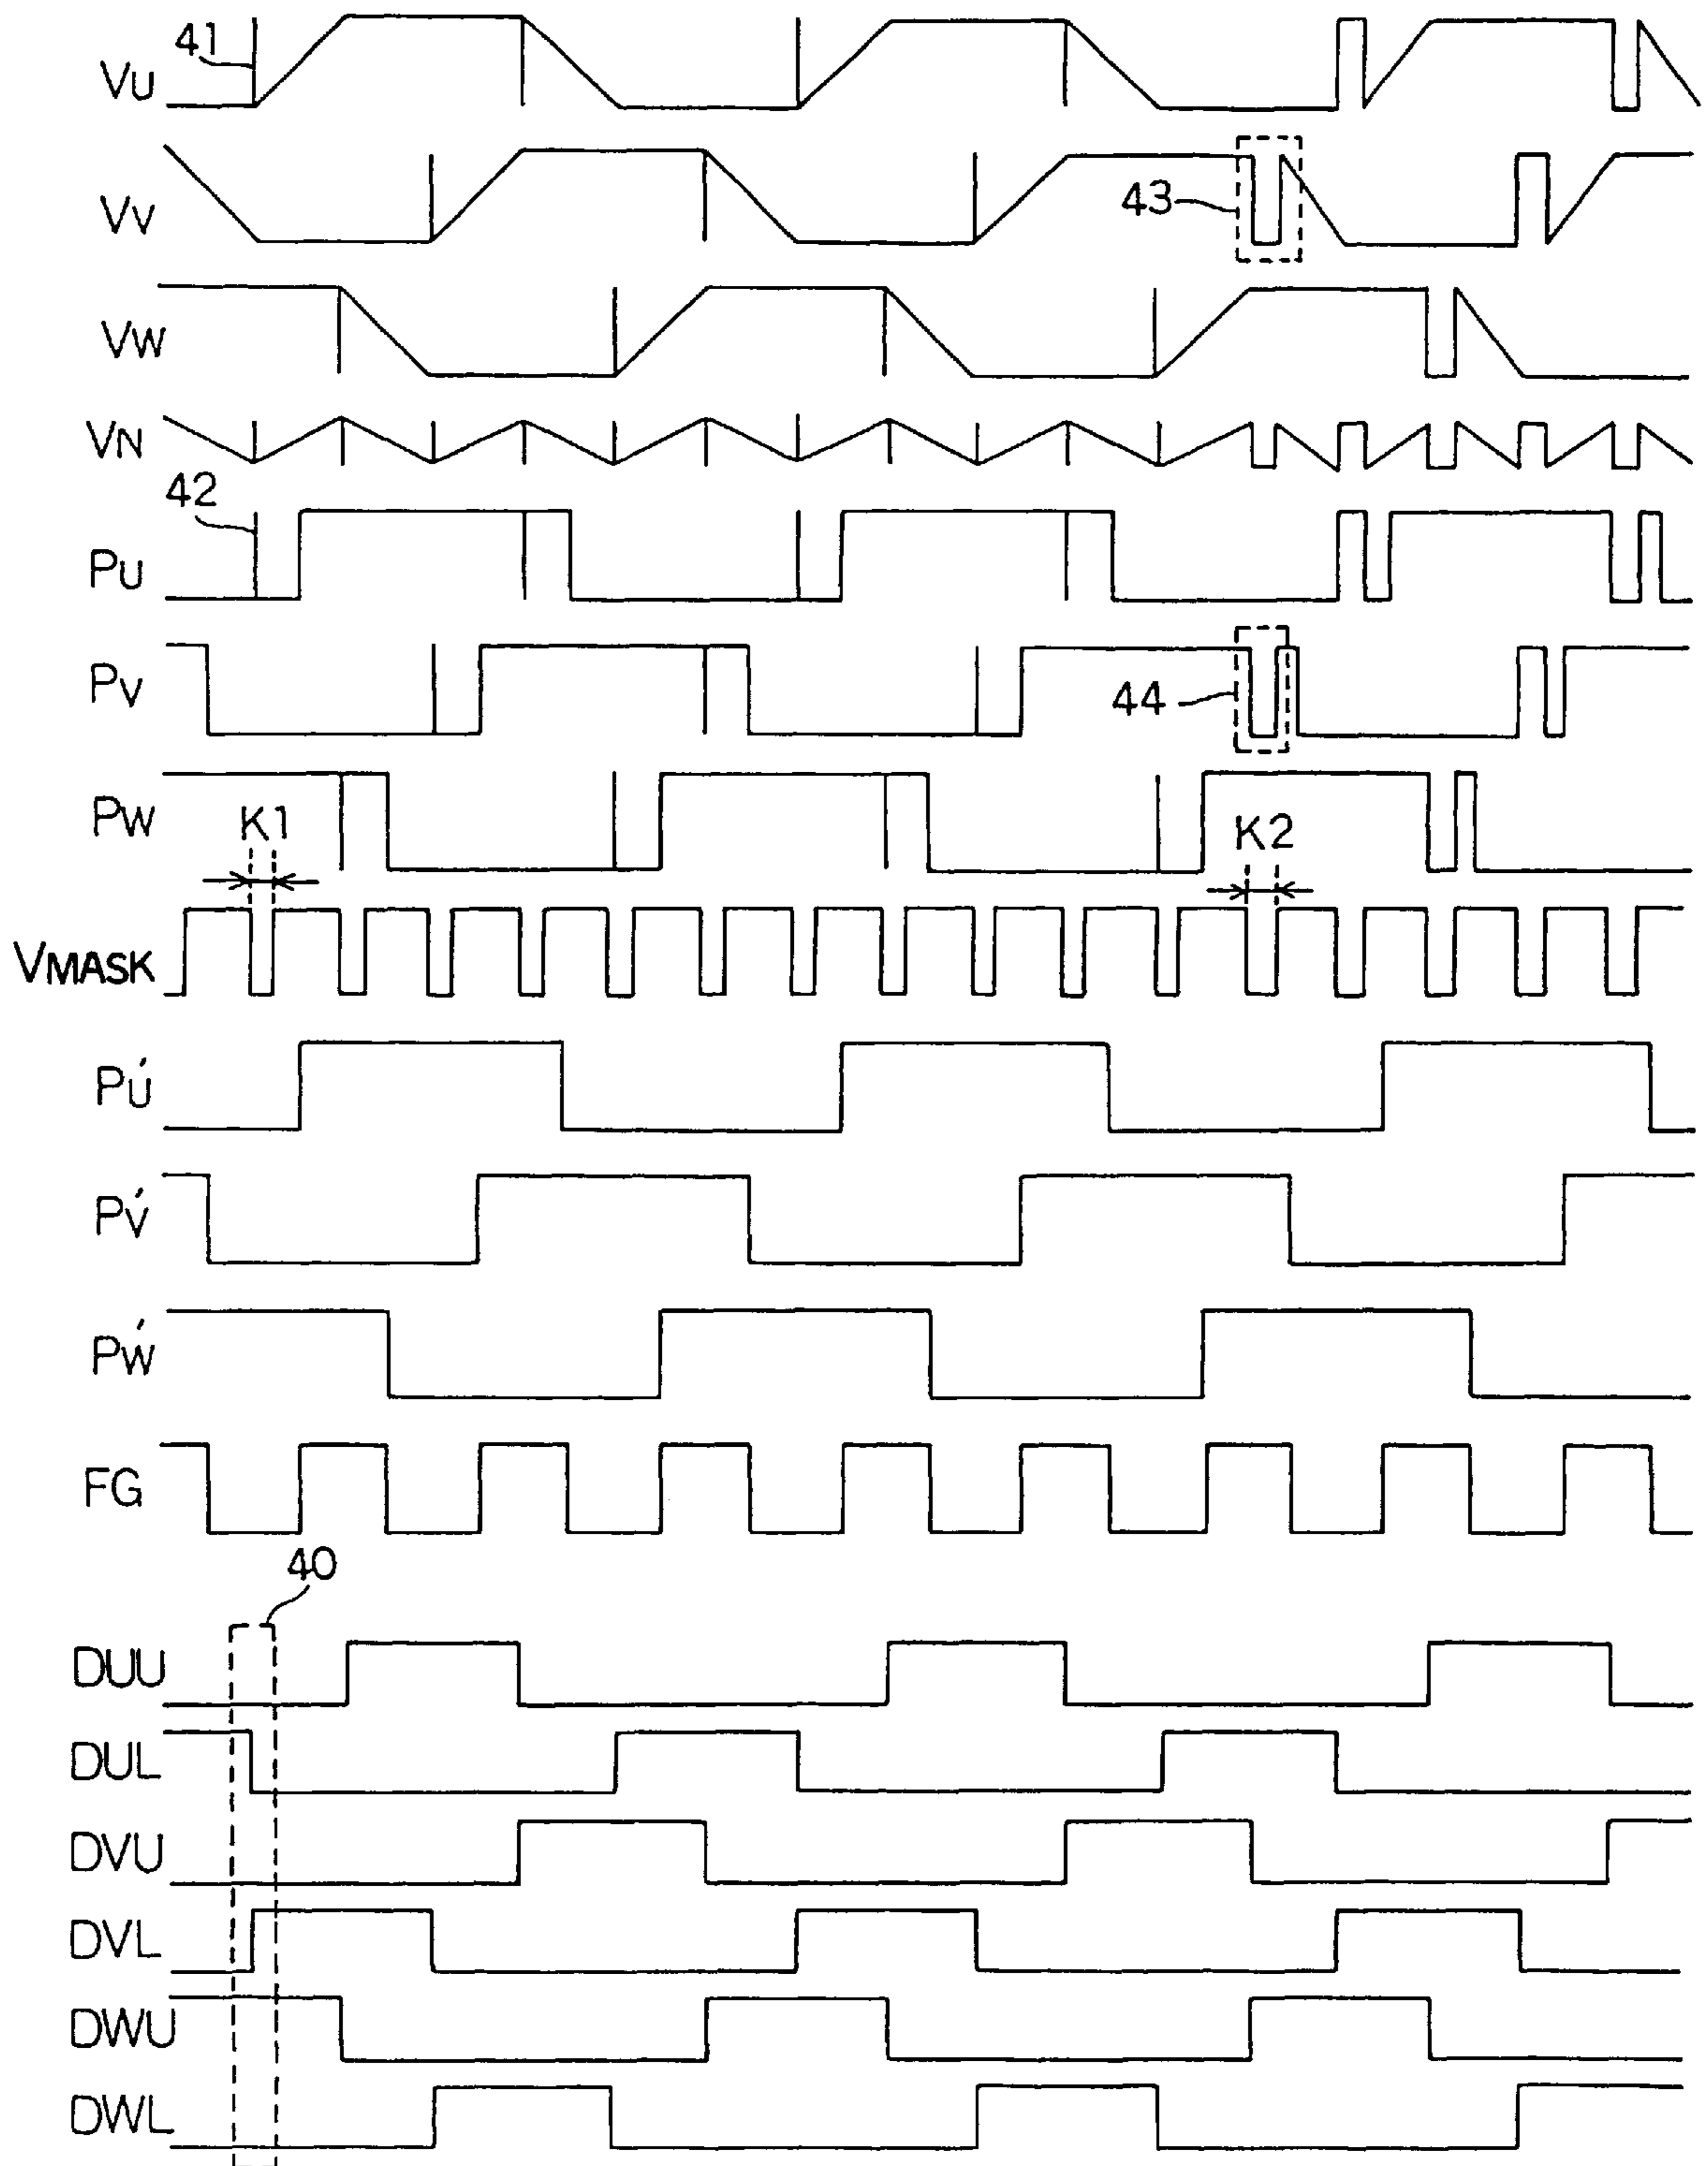 41
VU
VV
43
VW
VN
42
PU
PV
44
PW
K1
K2
VMASK
PÚ
PV́
PẂ
FG
40
DUU
DUL
DVU
DVL
DWU
DWL